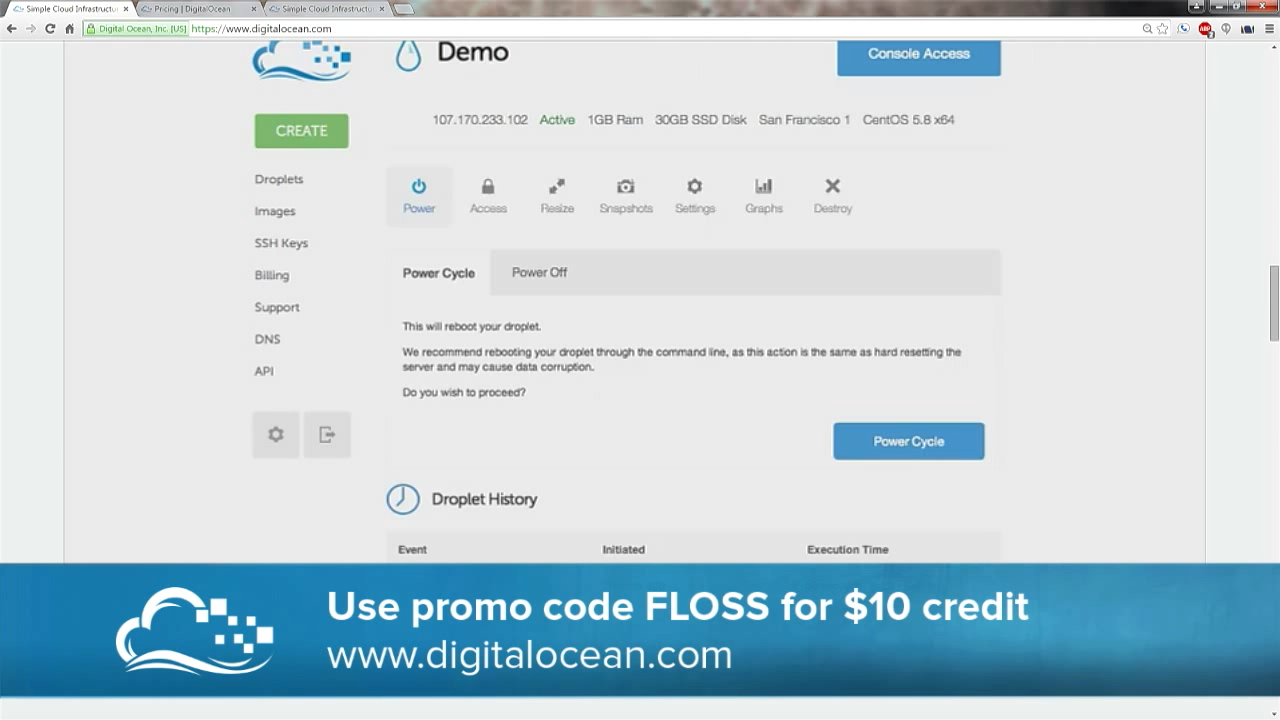 Simple Cloud Infrastructu
Pricing | DigitalOcean
Simple Cloud Infrastructu
Digital Ocean, Inc. [US]
https://www.digitalocean.com
Demo
Console Access
107.170.233.102 Active 1GB Ram 30GB SSD Disk San Francisco 1 CentOS 5.8 x64
CREATE
Droplets
Images
SSH Keys
Billing
Support
DNS
API
Power Access Resize Snapshots Settings Graphs Destroy
Power Cycle Power Off
This will reboot your droplet.
We recommend rebooting your droplet through the command line, as this action is the same as hard resetting the
server and may cause data corruption.
Do you wish to proceed?
Power Cycle
Droplet History
Event Initiated Execution Time
Use promo code FLOSS for $10 credit
www.digitalocean.com